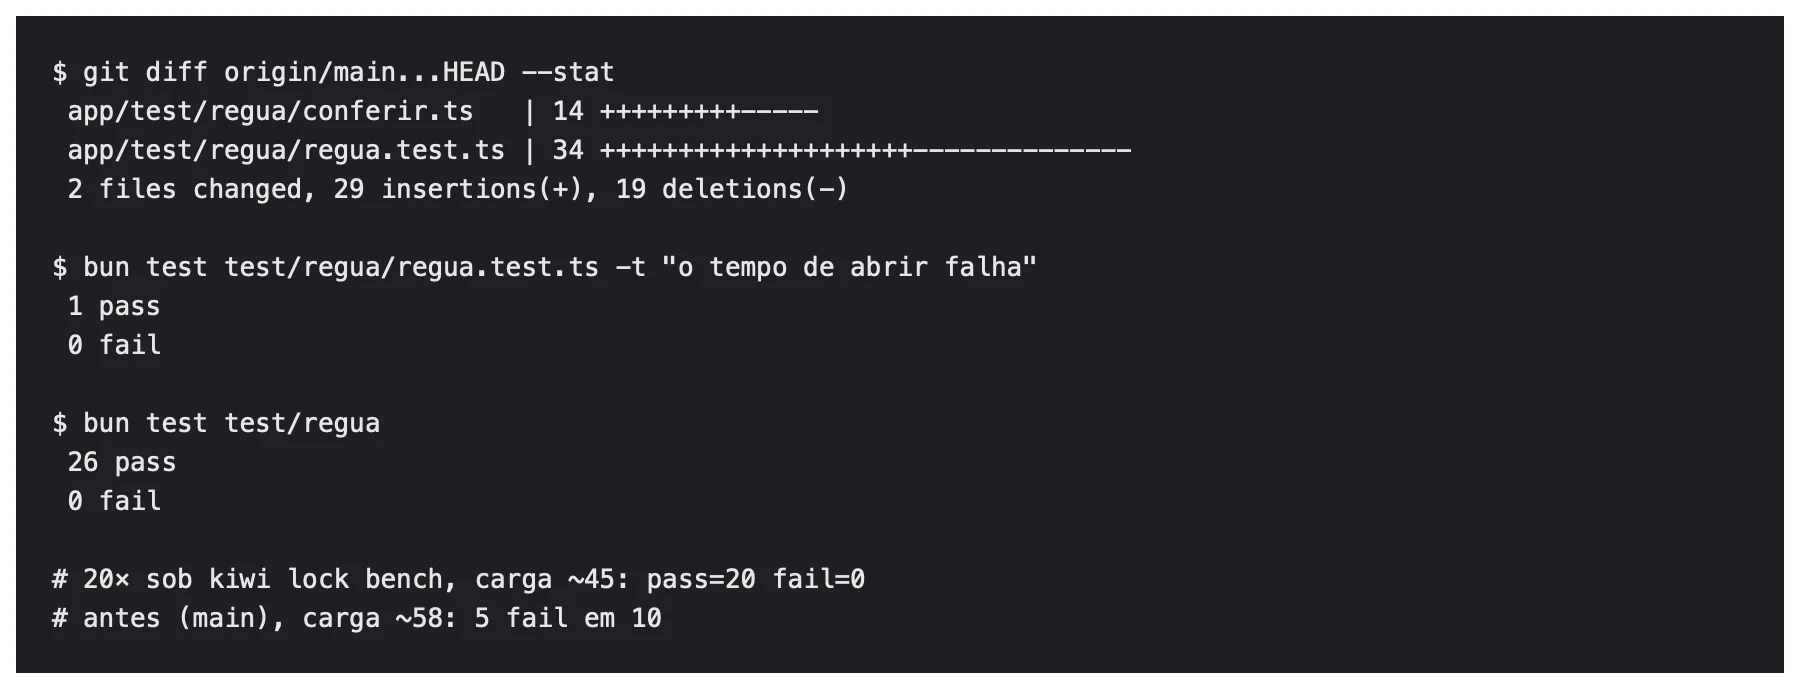 $ git diff origin/main...HEAD --stat
app/test/regua/conferir.ts | 14 +++++++++-----
app/test/regua/regua.test.ts | 34 ++++++++++++++++++++--------------
2 files changed, 29 insertions(+), 19 deletions(-)
$ bun test test/regua/regua.test.ts -t "o tempo de abrir falha"
1 pass
0 fail
$ bun test test/regua
26 pass
0 fail
# 20× sob kiwi lock bench, carga ~45: pass=20 fail=0
# antes (main), carga ~58: 5 fail em 10